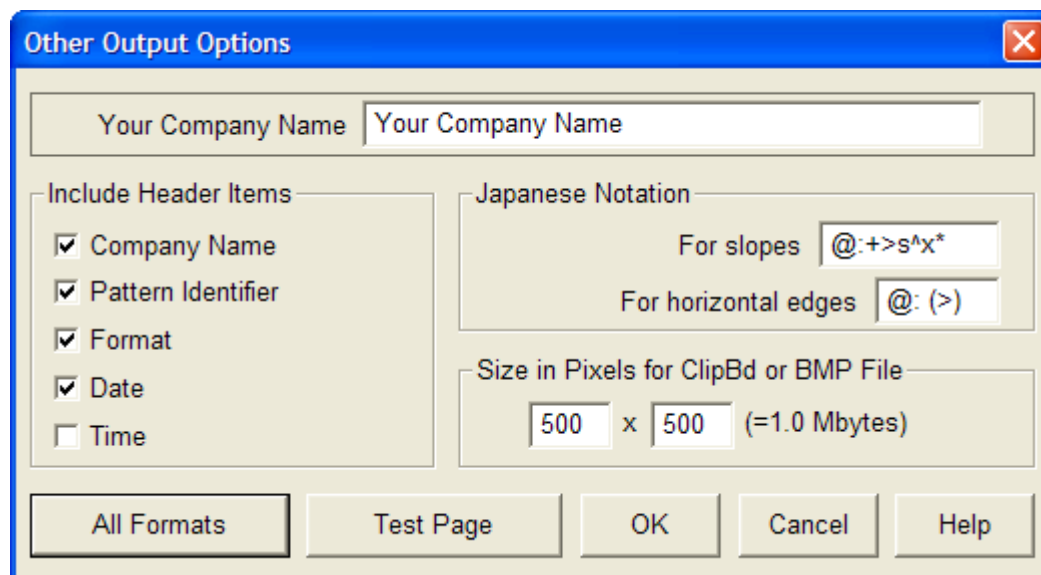 Other Output Options
Your Company Name Your Company Name
Include Header Items
Company Name
Pattern Identifier
Format
Date
Time
Japanese Notation
For slopes @:+>s^x*
For horizontal edges @: (>)
Size in Pixels for ClipBd or BMP File
500 x 500 (=1.0 Mbytes)
All Formats Test Page OK Cancel Help